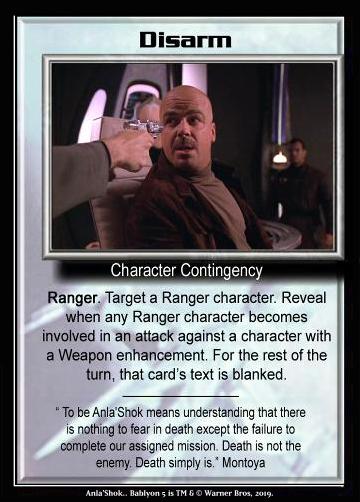 Disarm
Character Contingency
Ranger. Target a Ranger character. Reveal
when any Ranger character becomes
involved in an attack against a character with
a Weapon enhancement. For the rest of the
turn, that card's text is blanked.
“ To be Anla'Shok means understanding that there
is nothing to fear in death except the failure to
complete our assigned mission. Death is not the
enemy. Death simply is.” Montoya
Anla'Shok.. Bablyon 5 is TM & © Warner Bros, 2019.